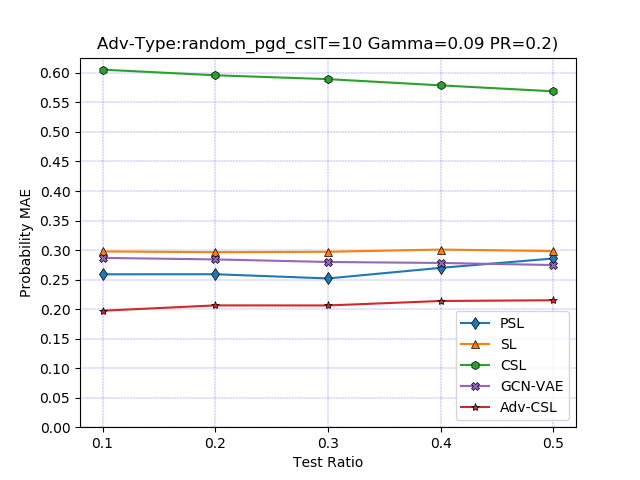 Adv-Type:random_pgd_cslT=10 Gamma=0.09 PR=0.2)
0.60
0.55
0.50
0.45
0.40
0.35
0.30
0.25
0.20
0.15
0.10
0.05
0.00
Probability MAE
0.1 0.2 0.3 0.4 0.5
Test Ratio
PSL
SL
CSL
GCN-VAE
Adv-CSL